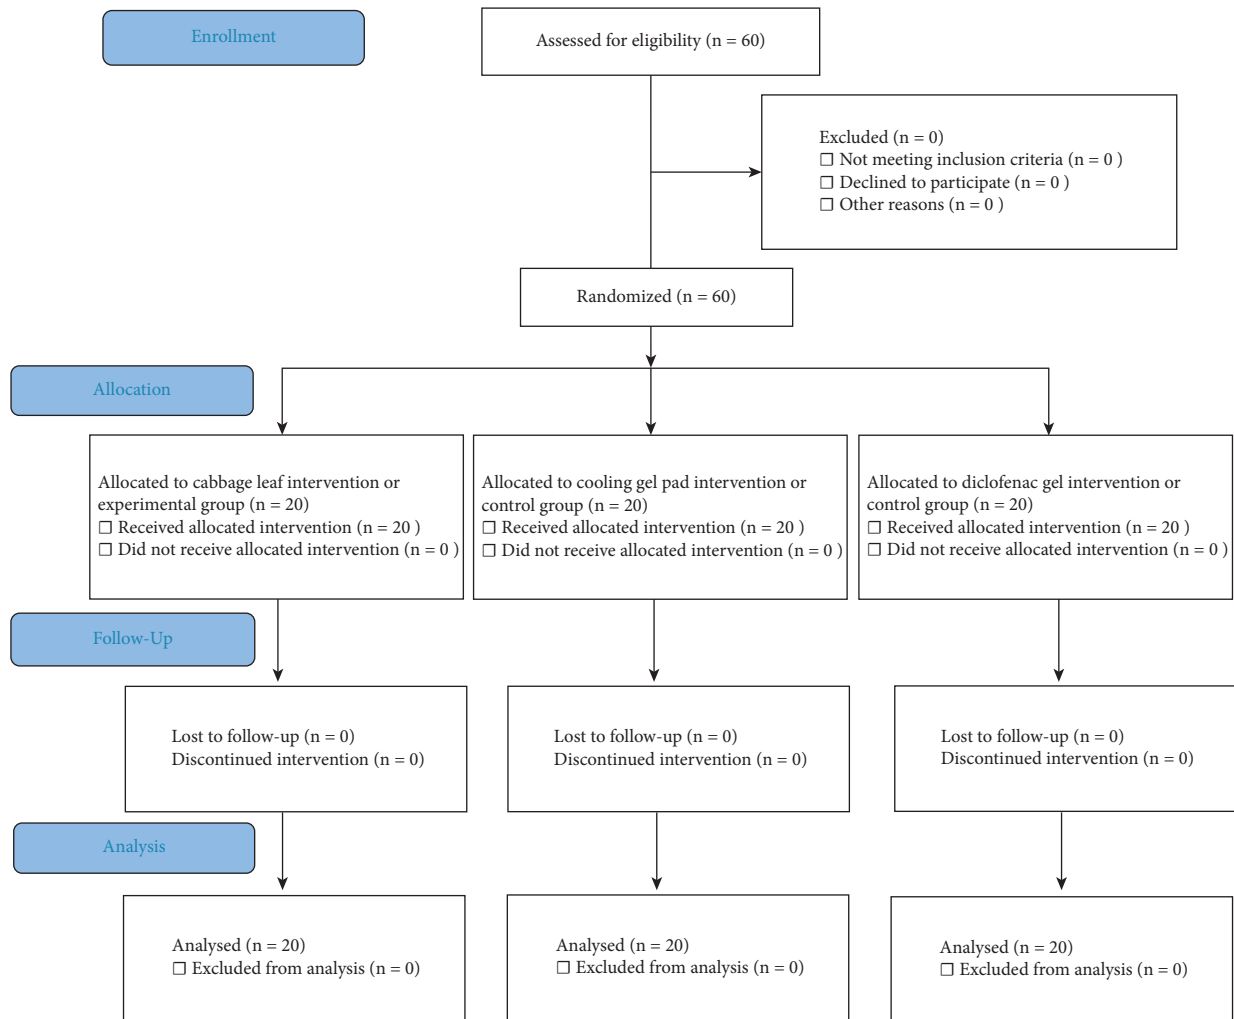 Enrollment
Assessed for eligibility (n = 60)
Excluded (n = 0)
❒ Not meeting inclusion criteria (n = 0 )
❒ Declined to participate (n = 0 )
❒ Other reasons (n = 0 )
Randomized (n = 60)
Allocation
Allocated to cabbage leaf intervention or
experimental group (n = 20)
❒ Received allocated intervention (n = 20 )
❒ Did not receive allocated intervention (n = 0 )
Allocated to cooling gel pad intervention or
control group (n = 20)
❒ Received allocated intervention (n = 20 )
❒ Did not receive allocated intervention (n = 0 )
Allocated to diclofenac gel intervention or
control group (n = 20)
❒ Received allocated intervention (n = 20 )
❒ Did not receive allocated intervention (n = 0 )
Follow-Up
Lost to follow-up (n = 0)
Discontinued intervention (n = 0)
Lost to follow-up (n = 0)
Discontinued intervention (n = 0)
Lost to follow-up (n = 0)
Discontinued intervention (n = 0)
Analysis
Analysed (n = 20)
❒ Excluded from analysis (n = 0)
Analysed (n = 20)
❒ Excluded from analysis (n = 0)
Analysed (n = 20)
❒ Excluded from analysis (n = 0)